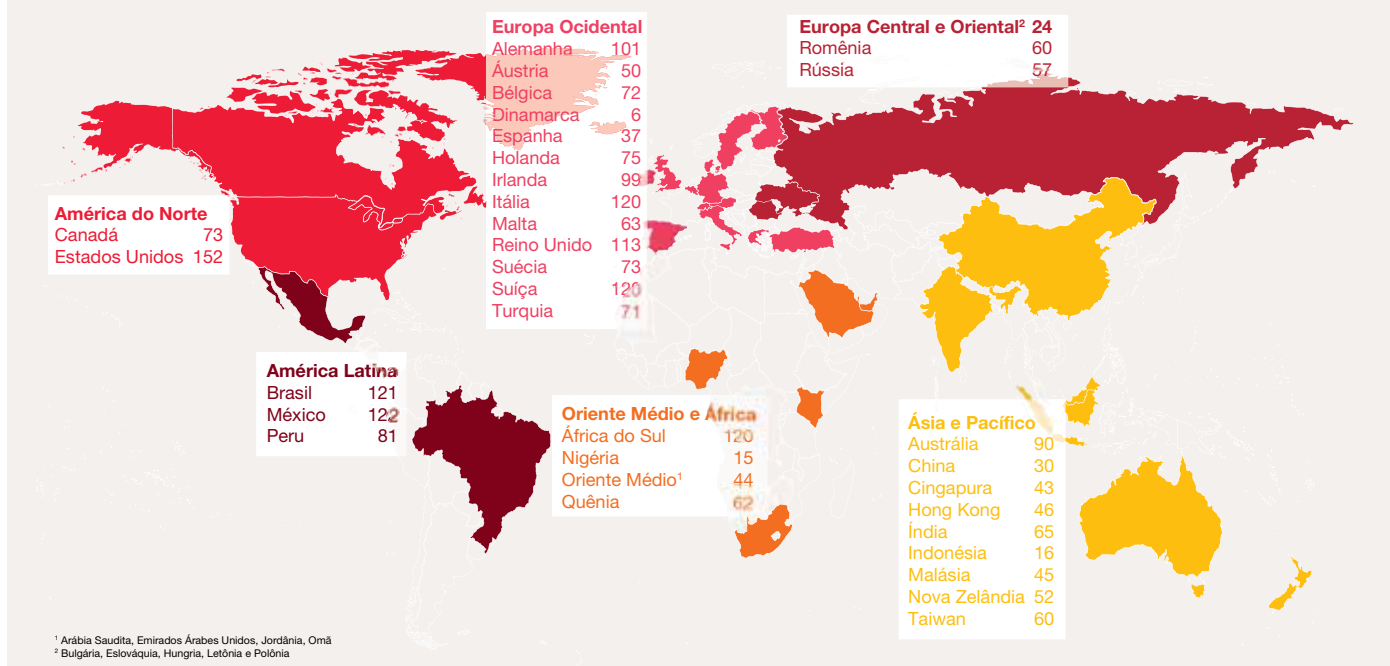 Europa Ocidental
Alemanha 101
Áustria 50
Bélgica 72
Dinamarca 6
Espanha 37
Holanda 75
Irlanda 99
Itália 120
Malta 63
Reino Unido 113
Suécia 73
Suíça 120
Turquia 71
Europa Central e Oriental² 24
Romênia 60
Rússia 57
América do Norte
Canadá 73
Estados Unidos 152
América Latina
Brasil 121
México 122
Peru 81
Oriente Médio e África
África do Sul 120
Nigéria 15
Oriente Médio¹ 44
Quênia 62
Ásia e Pacífico
Austrália 90
China 30
Cingapura 43
Hong Kong 46
Índia 65
Indonésia 16
Malásia 45
Nova Zelândia 52
Taiwan 60
¹ Arábia Saudita, Emirados Árabes Unidos, Jordânia, Omã
² Bulgária, Eslováquia, Hungria, Letônia e Polônia